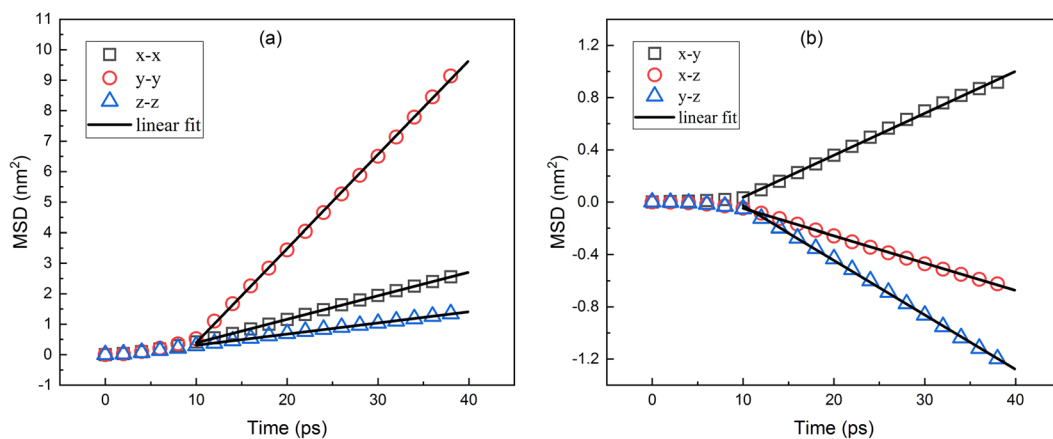 (a)
x-x
y-y
z-z
linear fit
MSD (nm²)
11
10
9
8
7
6
5
4
3
2
1
0
-1
0 10 20 30 40
Time (ps)
(b)
x-y
x-z
y-z
linear fit
MSD (nm²)
1.2
0.8
0.4
0.0
-0.4
-0.8
-1.2
0 10 20 30 40
Time (ps)